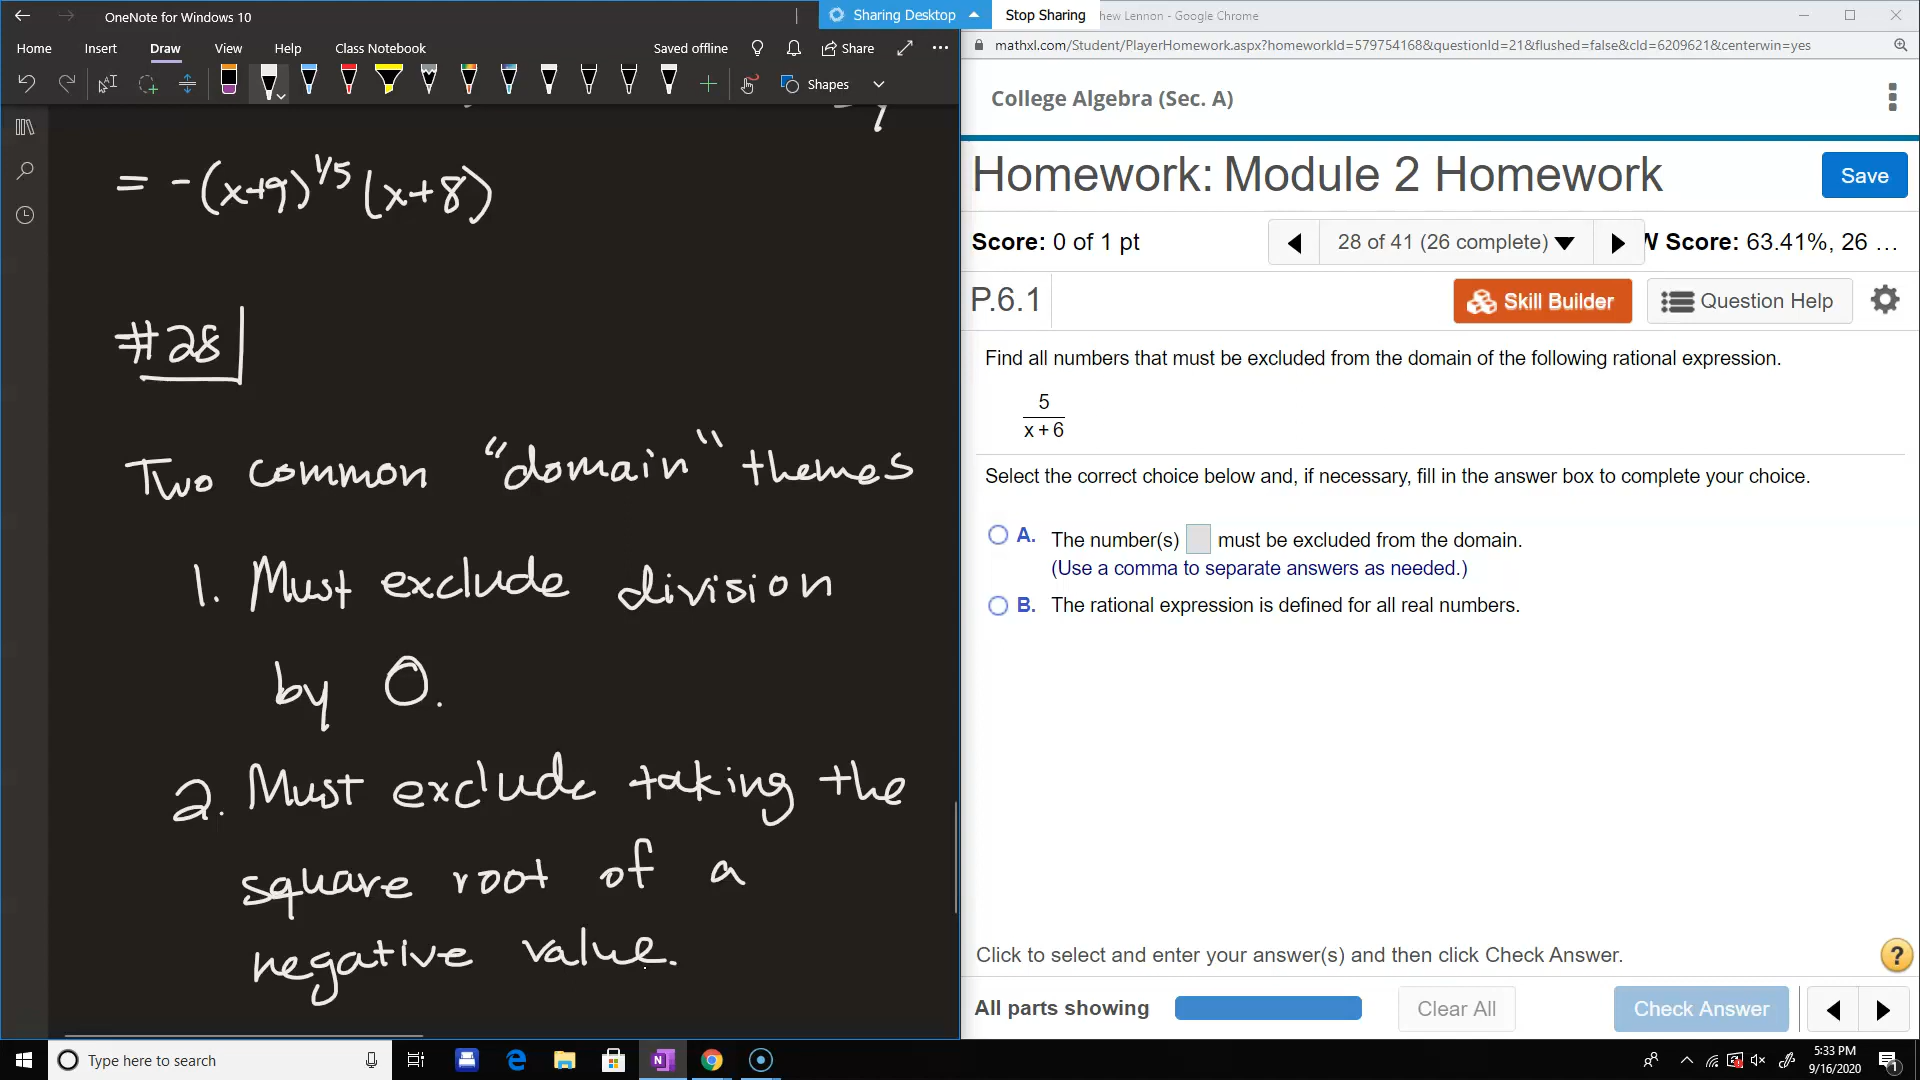 OneNote for Windows 10
Sharing Desktop
Stop Sharing
hew Lennon - Google Chrome
Home Insert Draw View Help Class Notebook Saved offline Share
mathxl.com/Student/PlayerHomework.aspx?homeworkId=579754168&questionId=21&flushed=false&cId=6209621&centerwin=yes
Shapes
College Algebra (Sec. A)
= -(x+9)^1/5 (x+8)
Homework: Module 2 Homework
Save
Score: 0 of 1 pt
28 of 41 (26 complete)
W Score: 63.41%, 26 ...
P.6.1
Skill Builder
Question Help
#28
Find all numbers that must be excluded from the domain of the following rational expression.
5
x + 6
Two common "domain" themes
Select the correct choice below and, if necessary, fill in the answer box to complete your choice.
A. The number(s) must be excluded from the domain.
(Use a comma to separate answers as needed.)
B. The rational expression is defined for all real numbers.
1. Must exclude division
by 0.
2. Must exclude taking the
square root of a
negative value.
Click to select and enter your answer(s) and then click Check Answer.
?
All parts showing
Clear All
Check Answer
Type here to search
5:33 PM
9/16/2020
1